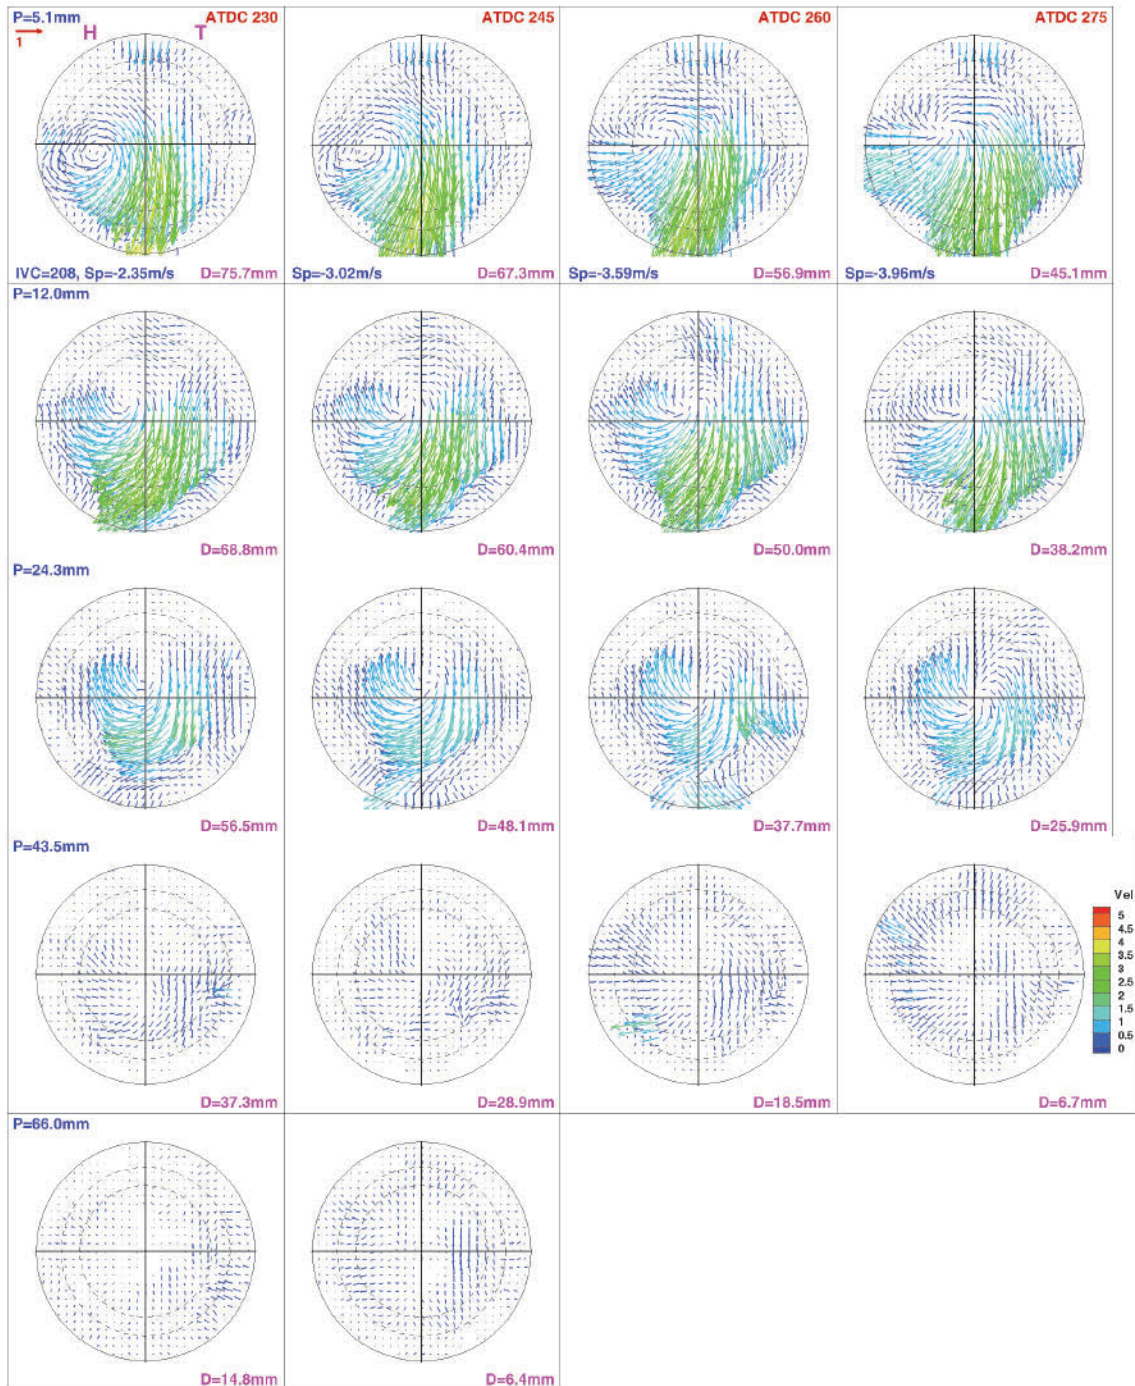 P=5.1mm ATDC 230 ATDC 245 ATDC 260 ATDC 275
1 H T
IVC=208, Sp=-2.35m/s D=75.7mm Sp=-3.02m/s D=67.3mm Sp=-3.59m/s D=56.9mm Sp=-3.96m/s D=45.1mm
P=12.0mm
D=68.8mm D=60.4mm D=50.0mm D=38.2mm
P=24.3mm
D=56.5mm D=48.1mm D=37.7mm D=25.9mm
P=43.5mm
Vel
5
4.5
4
3.5
3
2.5
2
1.5
1
0.5
0
D=37.3mm D=28.9mm D=18.5mm D=6.7mm
P=66.0mm
D=14.8mm D=6.4mm